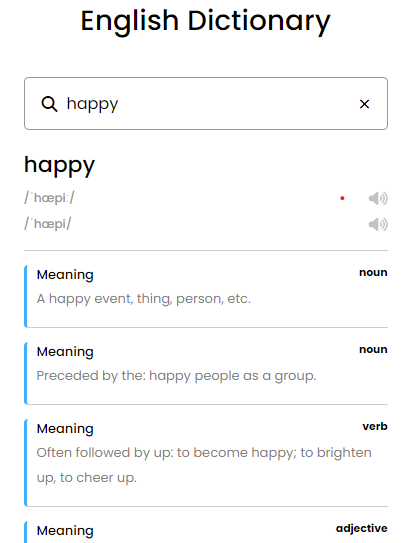 English Dictionary
happy
happy
/ˈhæpiː/
/ˈhæpi/
Meaning noun
A happy event, thing, person, etc.
Meaning noun
Preceded by the: happy people as a group.
Meaning verb
Often followed by up: to become happy; to brighten
up, to cheer up.
Meaning adjective